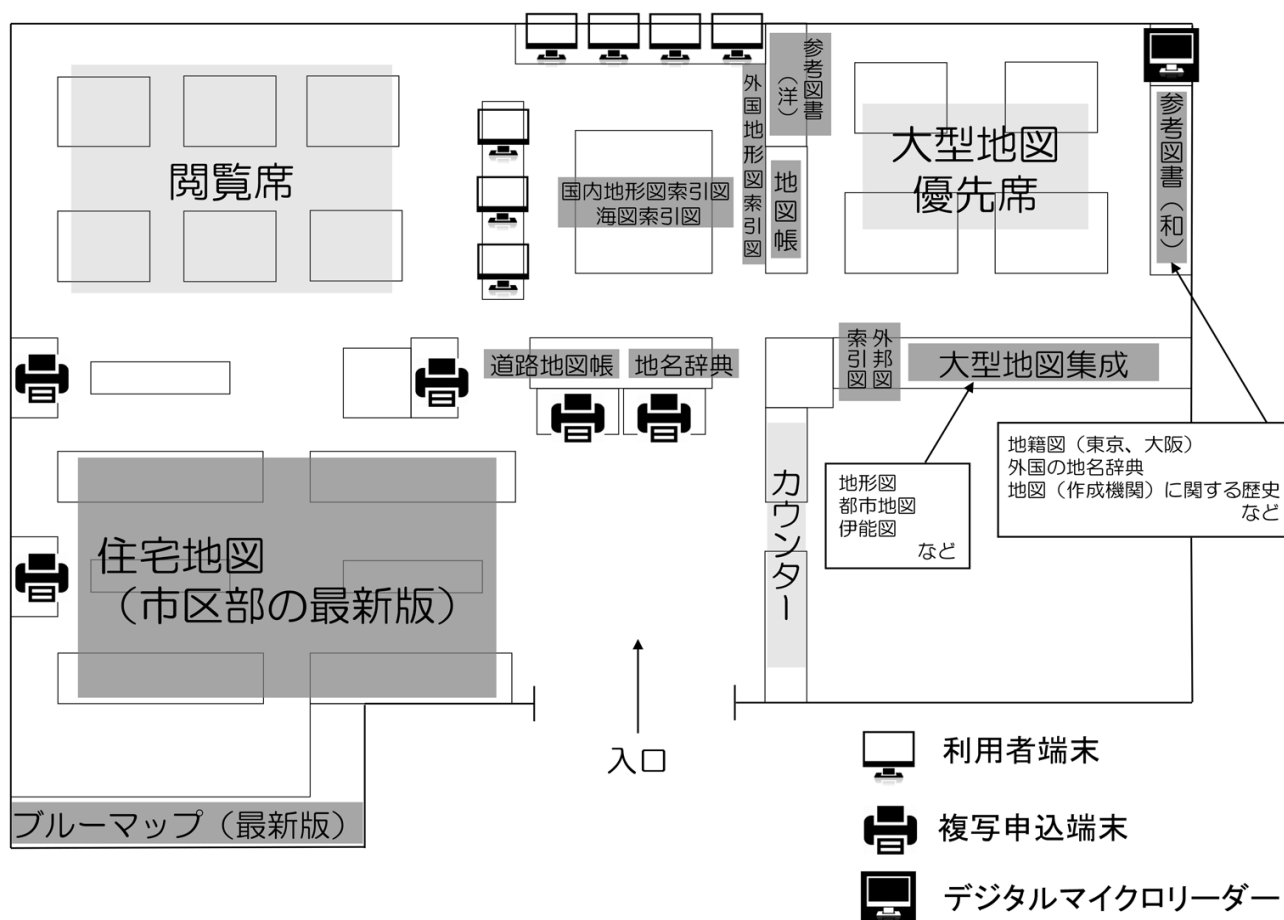 閲覧席
国内地形図索引図
海図索引図
外国地形図索引図
参考図書
（洋）
地図帳
大型地図
優先席
参考図書（和）
道路地図帳
地名辞典
外邦図
索引図
大型地図集成
地籍図（東京、大阪）
外国の地名辞典
地図（作成機関）に関する歴史
など
地形図
都市地図
伊能図
など
カウンター
住宅地図
（市区部の最新版）
入口
ブルーマップ（最新版）
利用者端末
複写申込端末
デジタルマイクロリーダー